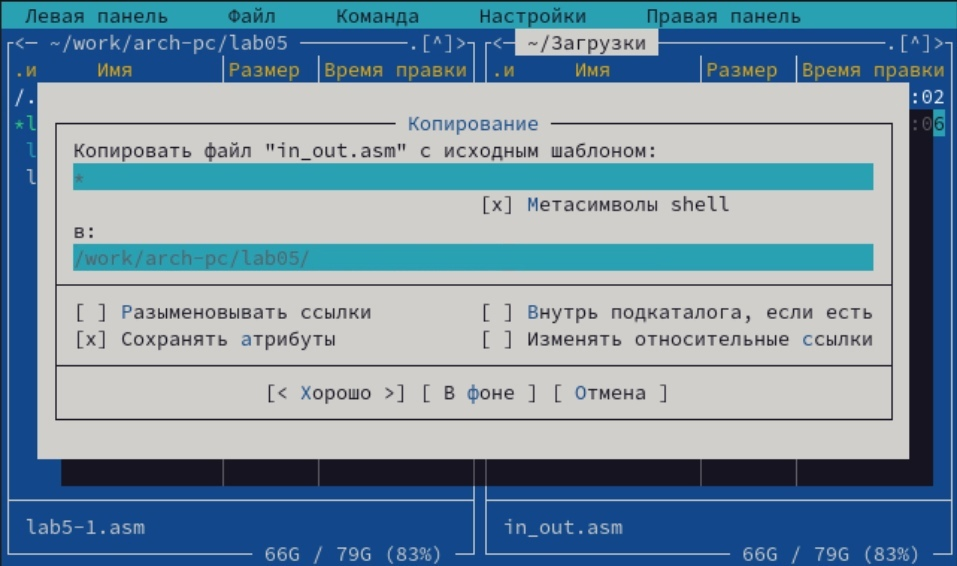 Левая панель Файл Команда Настройки Правая панель
<─ ~/work/arch-pc/lab05 .[^]> <─ ~/Загрузки .[^]>
.и Имя Размер Время правки .и Имя Размер Время правки
/. :02
*l :06
l
l
Копирование
Копировать файл "in_out.asm" с исходным шаблоном:
*
[x] Метасимволы shell
в:
/work/arch-pc/lab05/
[ ] Разыменовывать ссылки [ ] Внутрь подкаталога, если есть
[x] Сохранять атрибуты [ ] Изменять относительные ссылки
[< Хорошо >] [ В фоне ] [ Отмена ]
lab5-1.asm in_out.asm
66G / 79G (83%) 66G / 79G (83%)